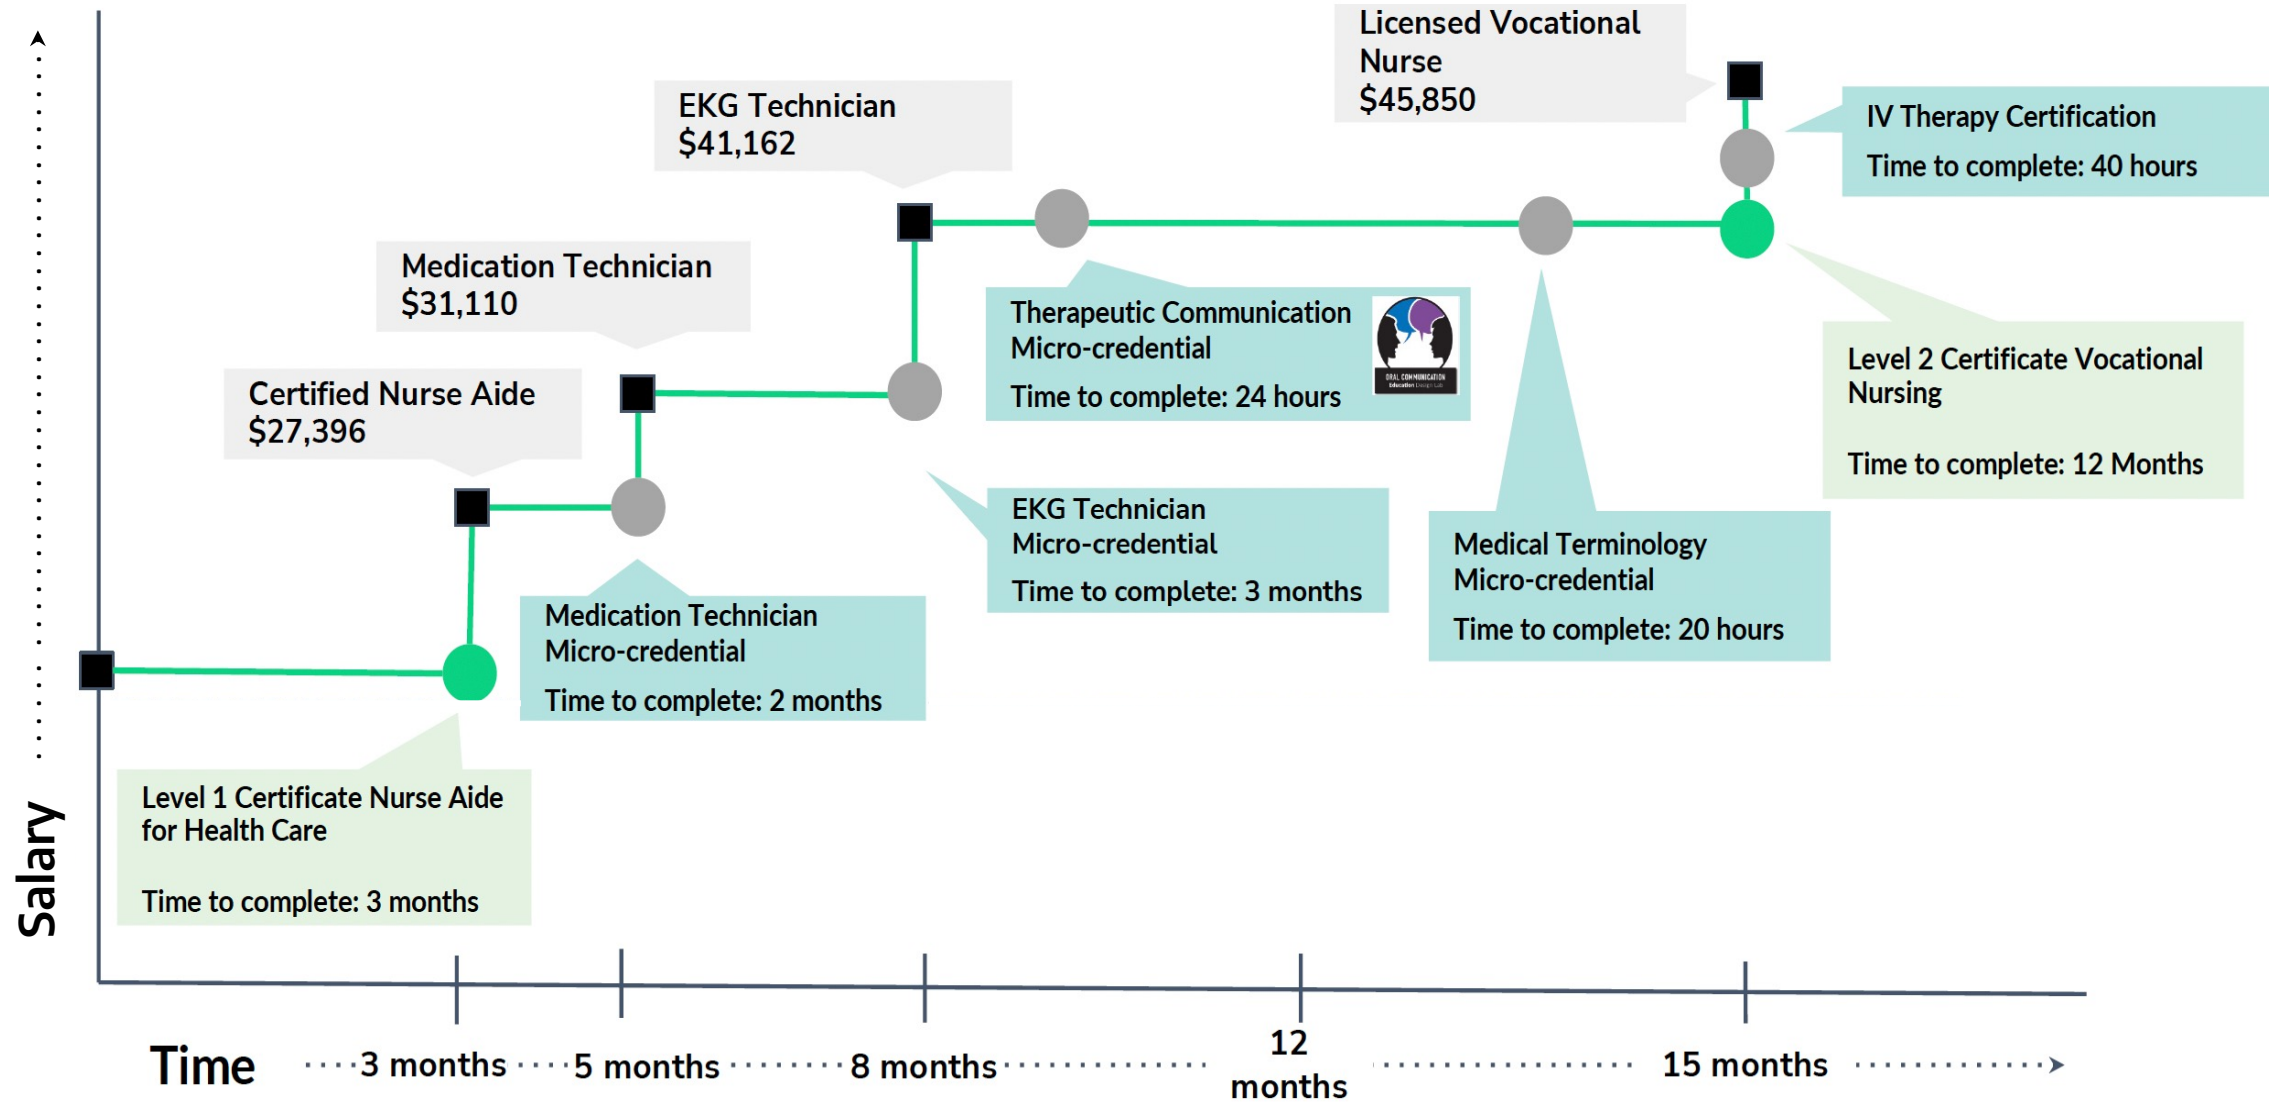 Licensed Vocational
Nurse
$45,850
EKG Technician
$41,162
IV Therapy Certification
Time to complete: 40 hours
Medication Technician
$31,110
Therapeutic Communication
Micro-credential
Time to complete: 24 hours
ORAL COMMUNICATION
Education Design Lab
Certified Nurse Aide
$27,396
Level 2 Certificate Vocational
Nursing
Time to complete: 12 Months
EKG Technician
Micro-credential
Time to complete: 3 months
Medical Terminology
Micro-credential
Time to complete: 20 hours
Medication Technician
Micro-credential
Time to complete: 2 months
Level 1 Certificate Nurse Aide
for Health Care
Time to complete: 3 months
Salary
Time
3 months
5 months
8 months
12
months
15 months